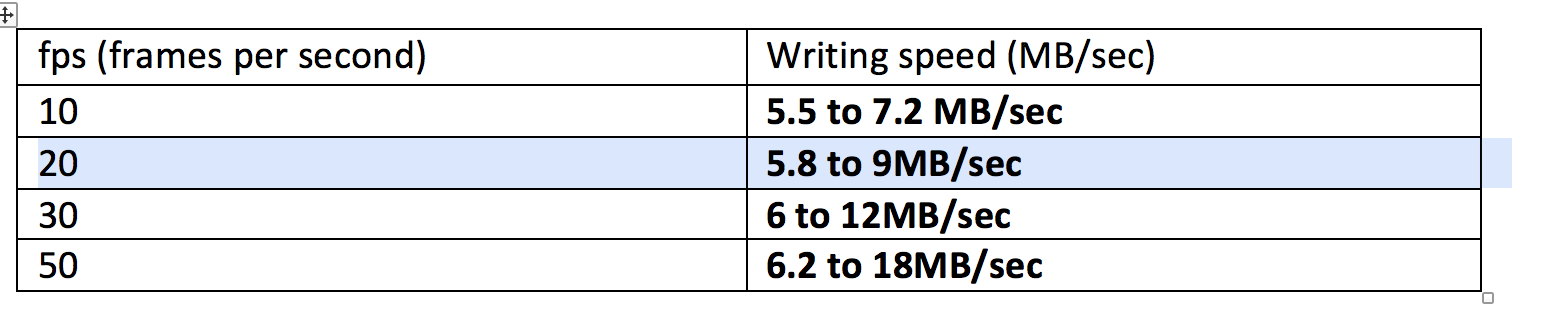 fps (frames per second) Writing speed (MB/sec)
10 5.5 to 7.2 MB/sec
20 5.8 to 9MB/sec
30 6 to 12MB/sec
50 6.2 to 18MB/sec